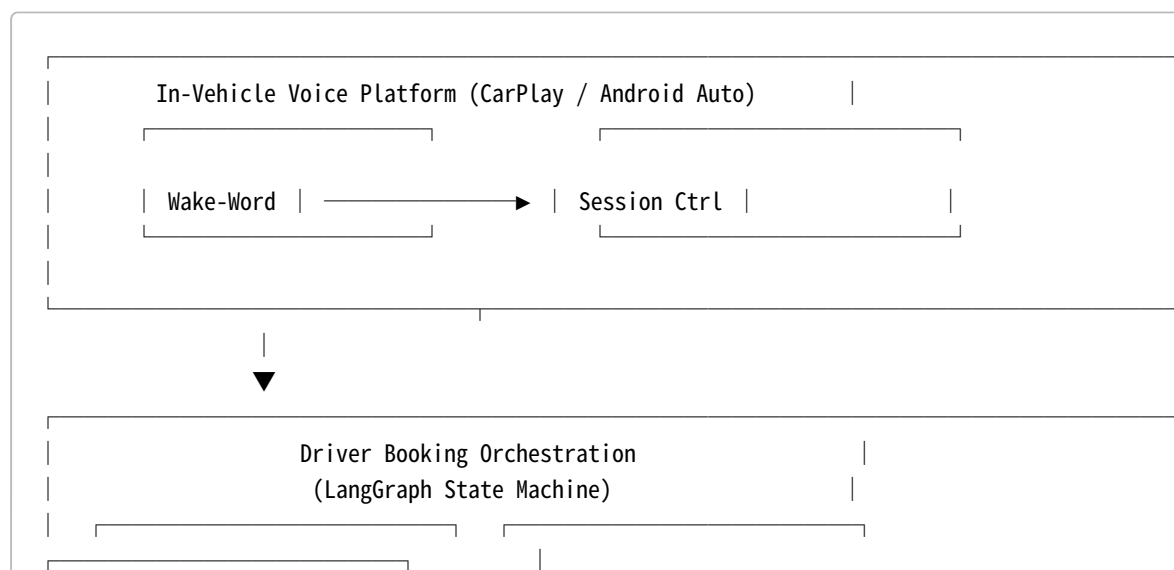 In-Vehicle Voice Platform (CarPlay / Android Auto)
Wake-Word Session Ctrl
Driver Booking Orchestration
(LangGraph State Machine)